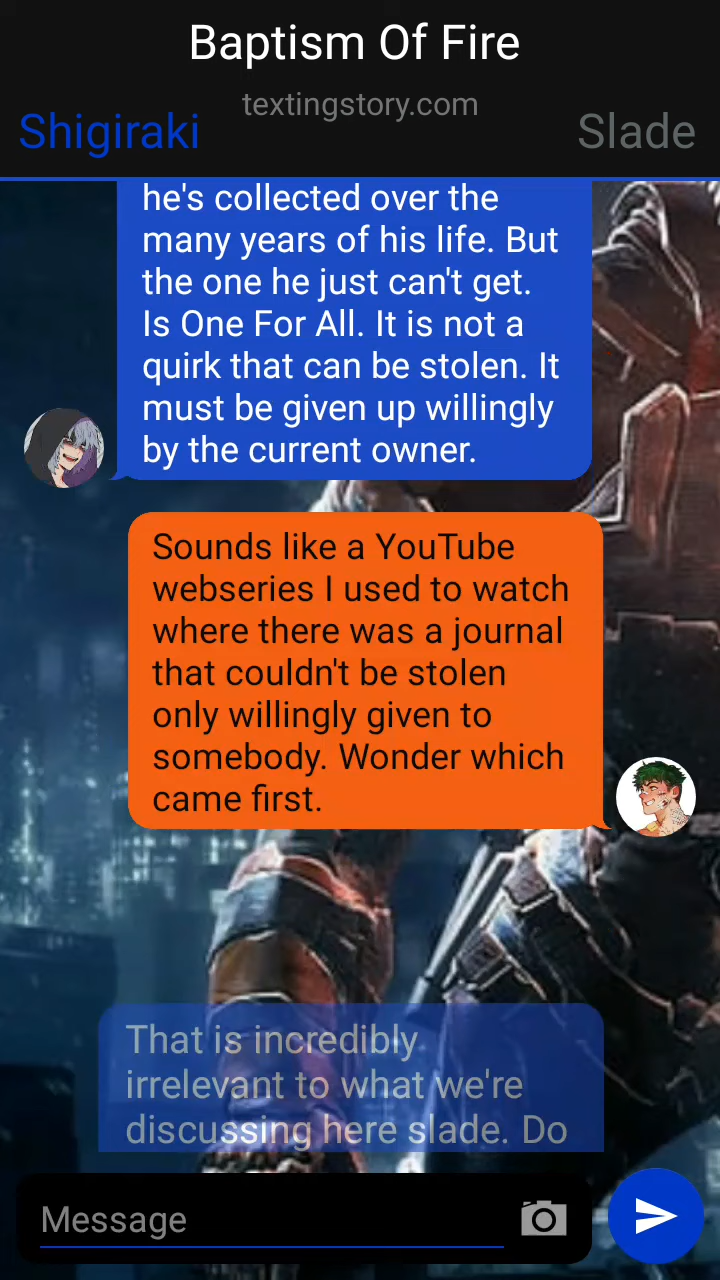 Baptism Of Fire
textingstory.com
Shigiraki
Slade
he's collected over the
many years of his life. But
the one he just can't get.
Is One For All. It is not a
quirk that can be stolen. It
must be given up willingly
by the current owner.
Sounds like a YouTube
webseries I used to watch
where there was a journal
that couldn't be stolen
only willingly given to
somebody. Wonder which
came first.
That is incredibly
irrelevant to what we're
discussing here slade. Do
Message